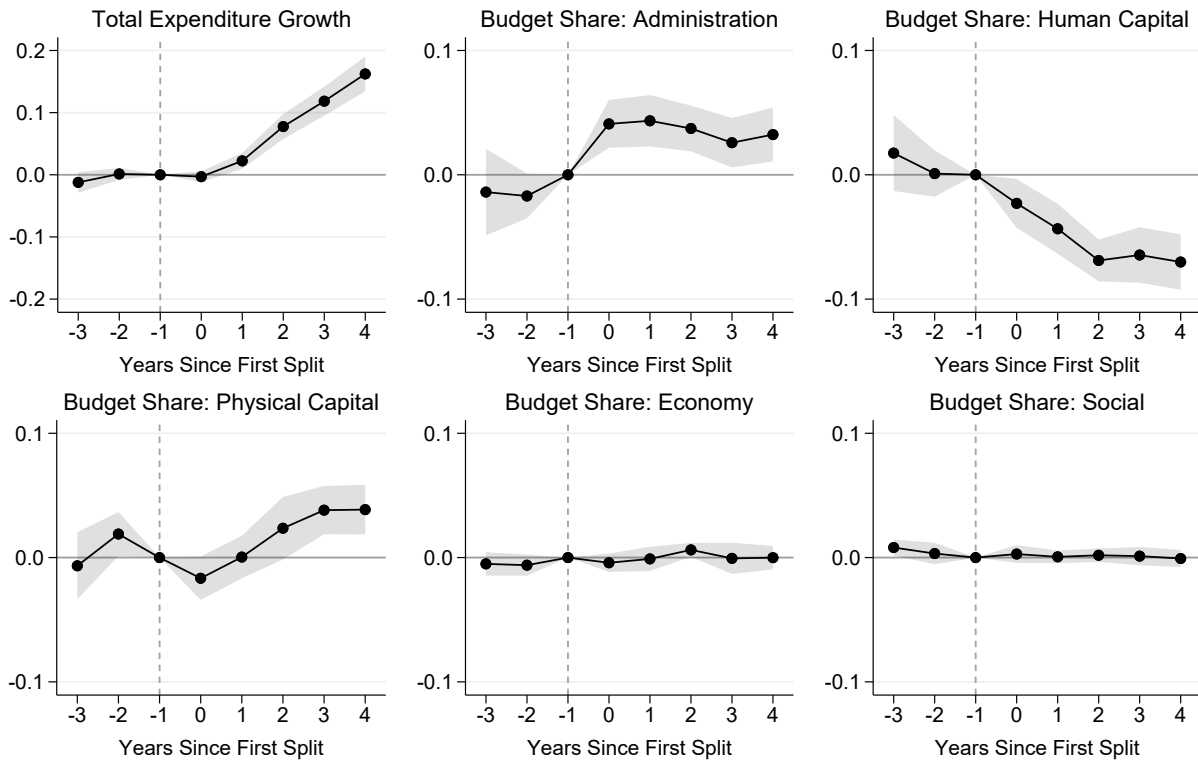 Total Expenditure Growth
0.2
0.1
0.0
-0.1
-0.2
-3 -2 -1 0 1 2 3 4
Years Since First Split
Budget Share: Administration
0.1
0.0
-0.1
-3 -2 -1 0 1 2 3 4
Years Since First Split
Budget Share: Human Capital
0.1
0.0
-0.1
-3 -2 -1 0 1 2 3 4
Years Since First Split
Budget Share: Physical Capital
0.1
0.0
-0.1
-3 -2 -1 0 1 2 3 4
Years Since First Split
Budget Share: Economy
0.1
0.0
-0.1
-3 -2 -1 0 1 2 3 4
Years Since First Split
Budget Share: Social
0.1
0.0
-0.1
-3 -2 -1 0 1 2 3 4
Years Since First Split